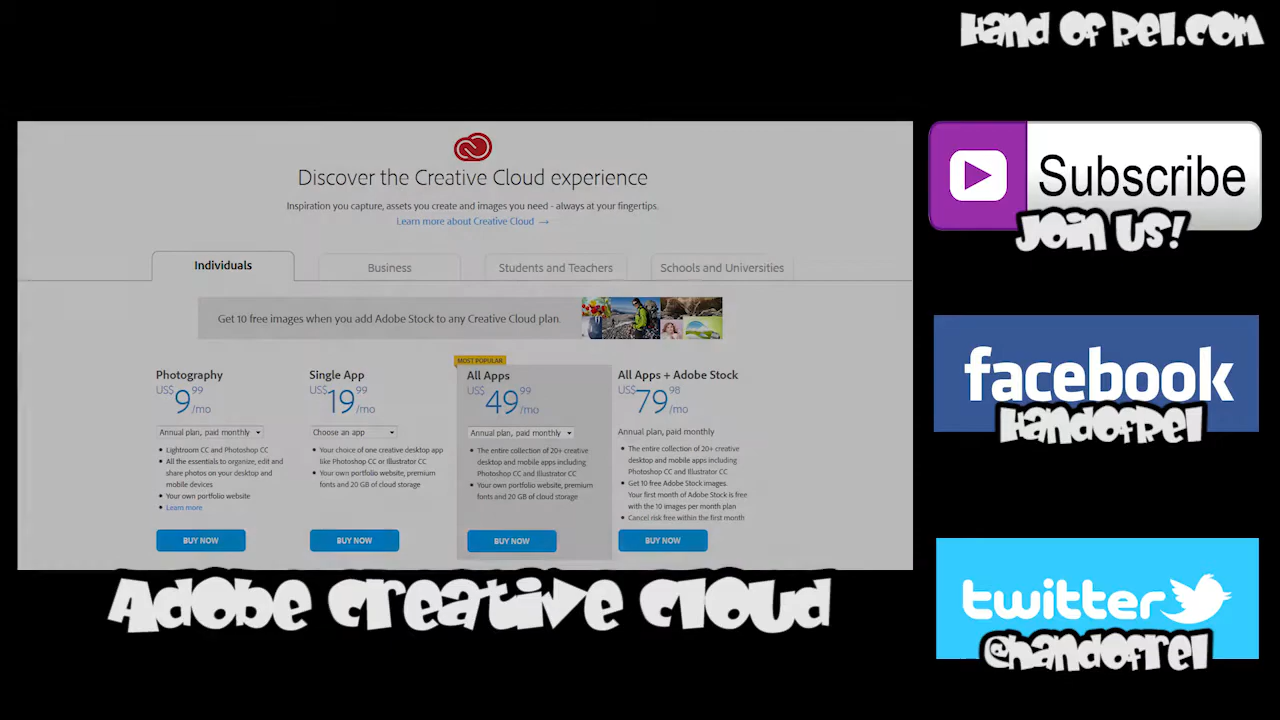 Hand Of Rei.com
Discover the Creative Cloud experience
Inspiration you capture, assets you create and images you need - always at your fingertips.
Learn more about Creative Cloud →
Individuals
Business
Students and Teachers
Schools and Universities
Get 10 free images when you add Adobe Stock to any Creative Cloud plan.
Photography
US$ 9 99 /mo
Annual plan, paid monthly
• Lightroom CC and Photoshop CC
• All the essentials to organize, edit and
share photos on your desktop and
mobile devices
• Your own portfolio website
• Learn more
BUY NOW
Single App
US$ 19 99 /mo
Choose an app
• Your choice of one creative desktop app
like Photoshop CC or Illustrator CC
• Your own portfolio website, premium
fonts and 20 GB of cloud storage
BUY NOW
MOST POPULAR
All Apps
US$ 49 99 /mo
Annual plan, paid monthly
• The entire collection of 20+ creative
desktop and mobile apps including
Photoshop CC and Illustrator CC
• Your own portfolio website, premium
fonts and 20 GB of cloud storage
BUY NOW
All Apps + Adobe Stock
US$ 79 98 /mo
Annual plan, paid monthly
• The entire collection of 20+ creative
desktop and mobile apps including
Photoshop CC and Illustrator CC
• Get 10 free Adobe Stock images.
Your first month of Adobe Stock is free
with the 10 images per month plan
• Cancel risk free within the first month
BUY NOW
Adobe Creative Cloud
Subscribe
Join Us!
facebook
HandofRei
twitter
@handofrei